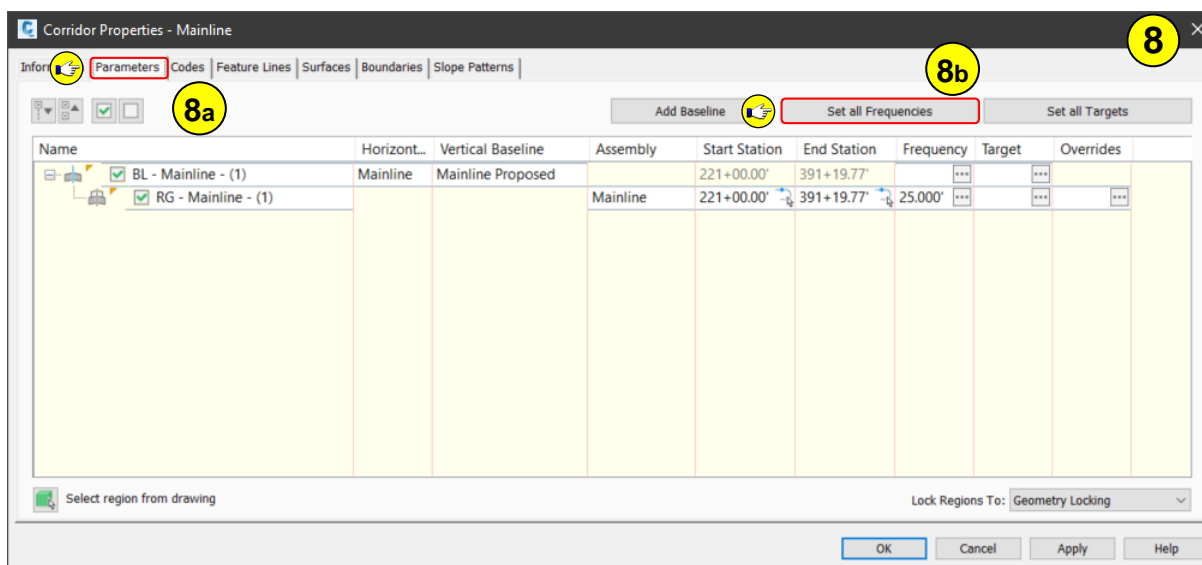 Corridor Properties - Mainline
8
Infor
Parameters
Codes
Feature Lines
Surfaces
Boundaries
Slope Patterns
8a
8b
Add Baseline
Set all Frequencies
Set all Targets
Name Horizont... Vertical Baseline Assembly Start Station End Station Frequency Target Overrides
BL - Mainline - (1) Mainline Mainline Proposed 221+00.00' 391+19.77' ... ...
RG - Mainline - (1) Mainline 221+00.00' 391+19.77' 25.000' ... ... ...
Select region from drawing
Lock Regions To: Geometry Locking
OK Cancel Apply Help